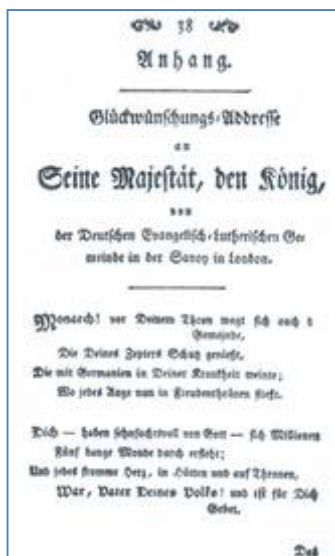 38
Anhang.
Glückwünschungs-Addresse
an
Seine Majestät, den König,
von
der Deutschen Evangelisch-Lutherischen Ge-
meinde in der Savoy in London.
Monarch! vor Deinem Thron wagt sich auch
Gemeinde,
Die Deines Zepters Schutz genießt,
Die mit Germanien in Deiner Krankheit weinte;
Wo jedes Auge nun in Freudenthränen fließt.
Dich — haben sehnsuchtsvoll von Gott — sich Millionen
Fünf bange Monde durch erfleht;
Und jedes fromme Herz, in Hütten und auf Thronen,
War, Vater Deines Volks! und ist für Dich
Gebet.
Daß